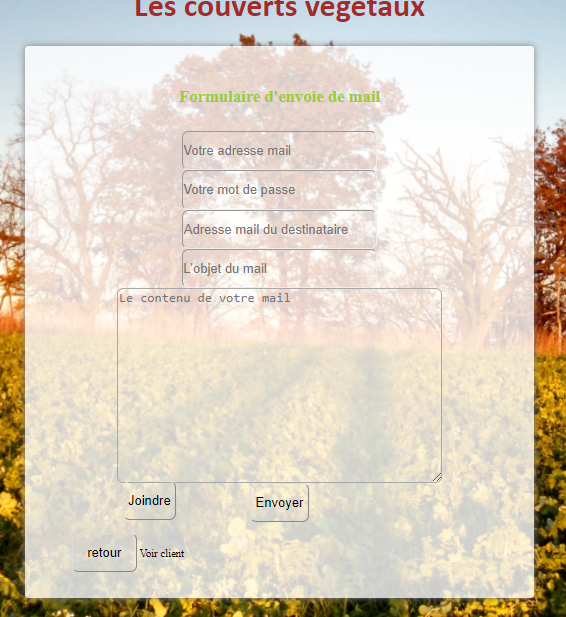 Les couverts végétaux
Formulaire d'envoie de mail
Votre adresse mail
Votre mot de passe
Adresse mail du destinataire
L'objet du mail
Le contenu de votre mail
Joindre Envoyer
retour Voir client